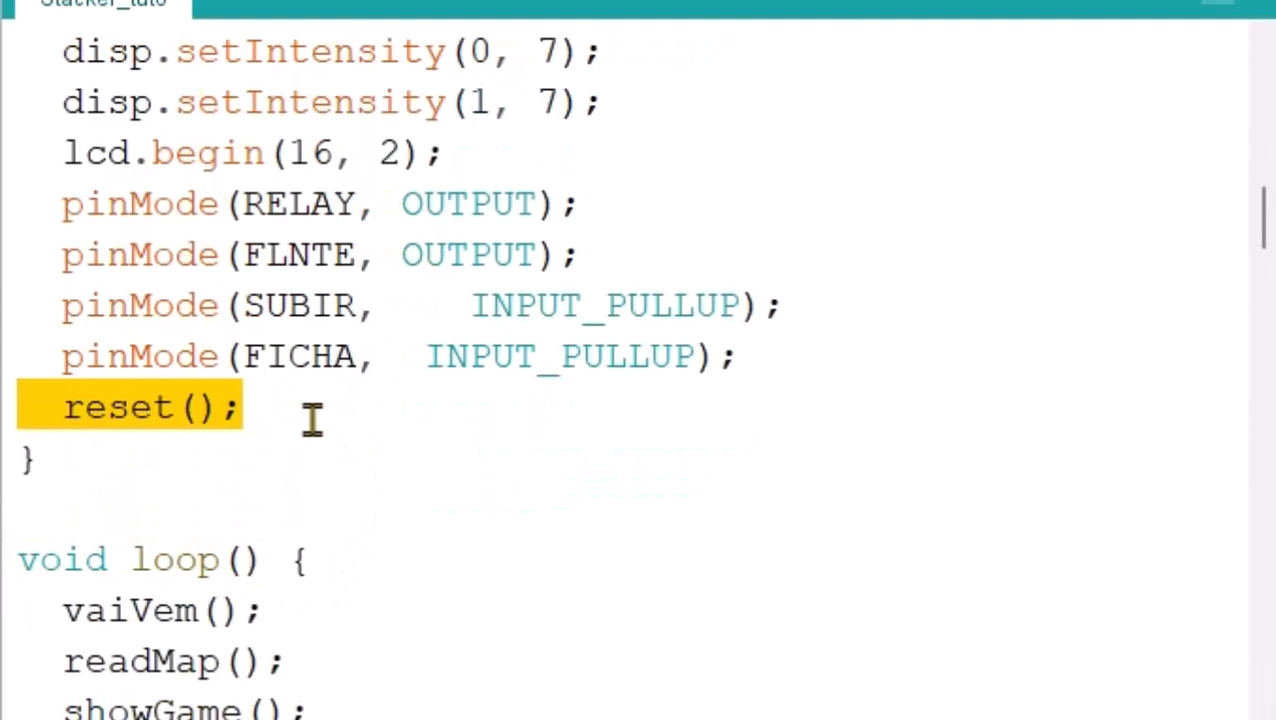 Stacker_tuto
disp.setIntensity(0, 7);
disp.setIntensity(1, 7);
lcd.begin(16, 2);
pinMode(RELAY, OUTPUT);
pinMode(FLNTE, OUTPUT);
pinMode(SUBIR,    INPUT_PULLUP);
pinMode(FICHA,  INPUT_PULLUP);
reset();
}
void loop() {
vaiVem();
readMap();
showGame();